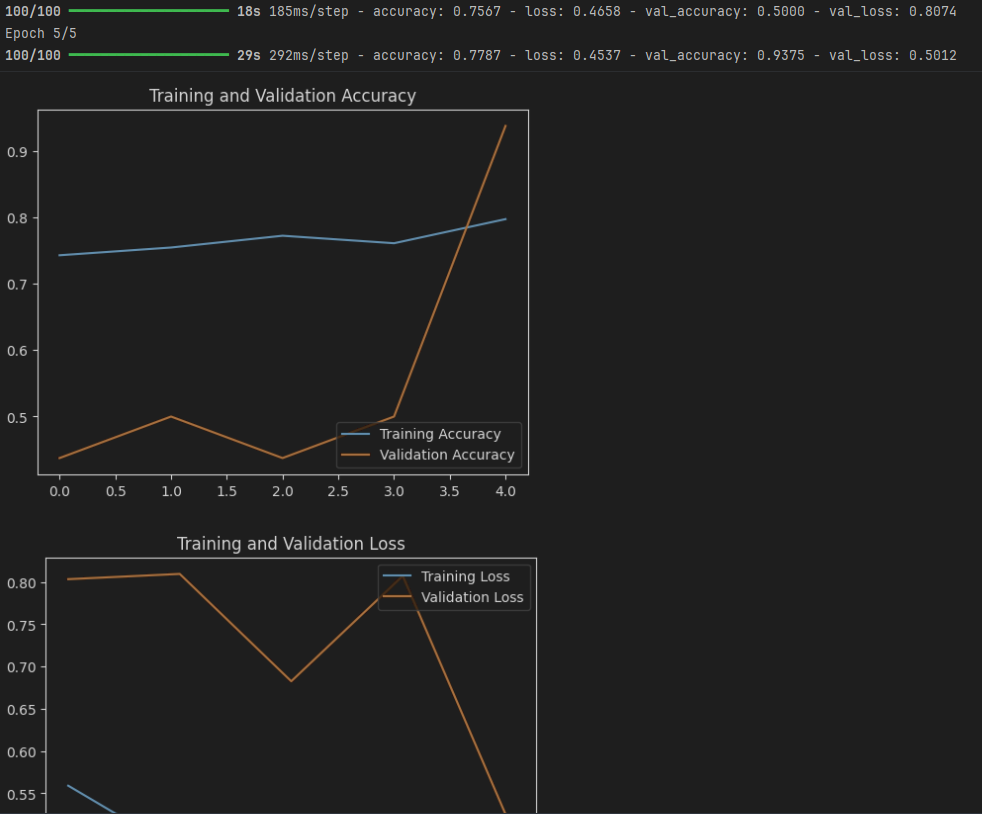 100/100 18s 185ms/step - accuracy: 0.7567 - loss: 0.4658 - val_accuracy: 0.5000 - val_loss: 0.8074
Epoch 5/5
100/100 29s 292ms/step - accuracy: 0.7787 - loss: 0.4537 - val_accuracy: 0.9375 - val_loss: 0.5012
Training and Validation Accuracy
0.9
0.8
0.7
0.6
0.5
Training Accuracy
Validation Accuracy
0.0 0.5 1.0 1.5 2.0 2.5 3.0 3.5 4.0
Training and Validation Loss
Training Loss
Validation Loss
0.80
0.75
0.70
0.65
0.60
0.55